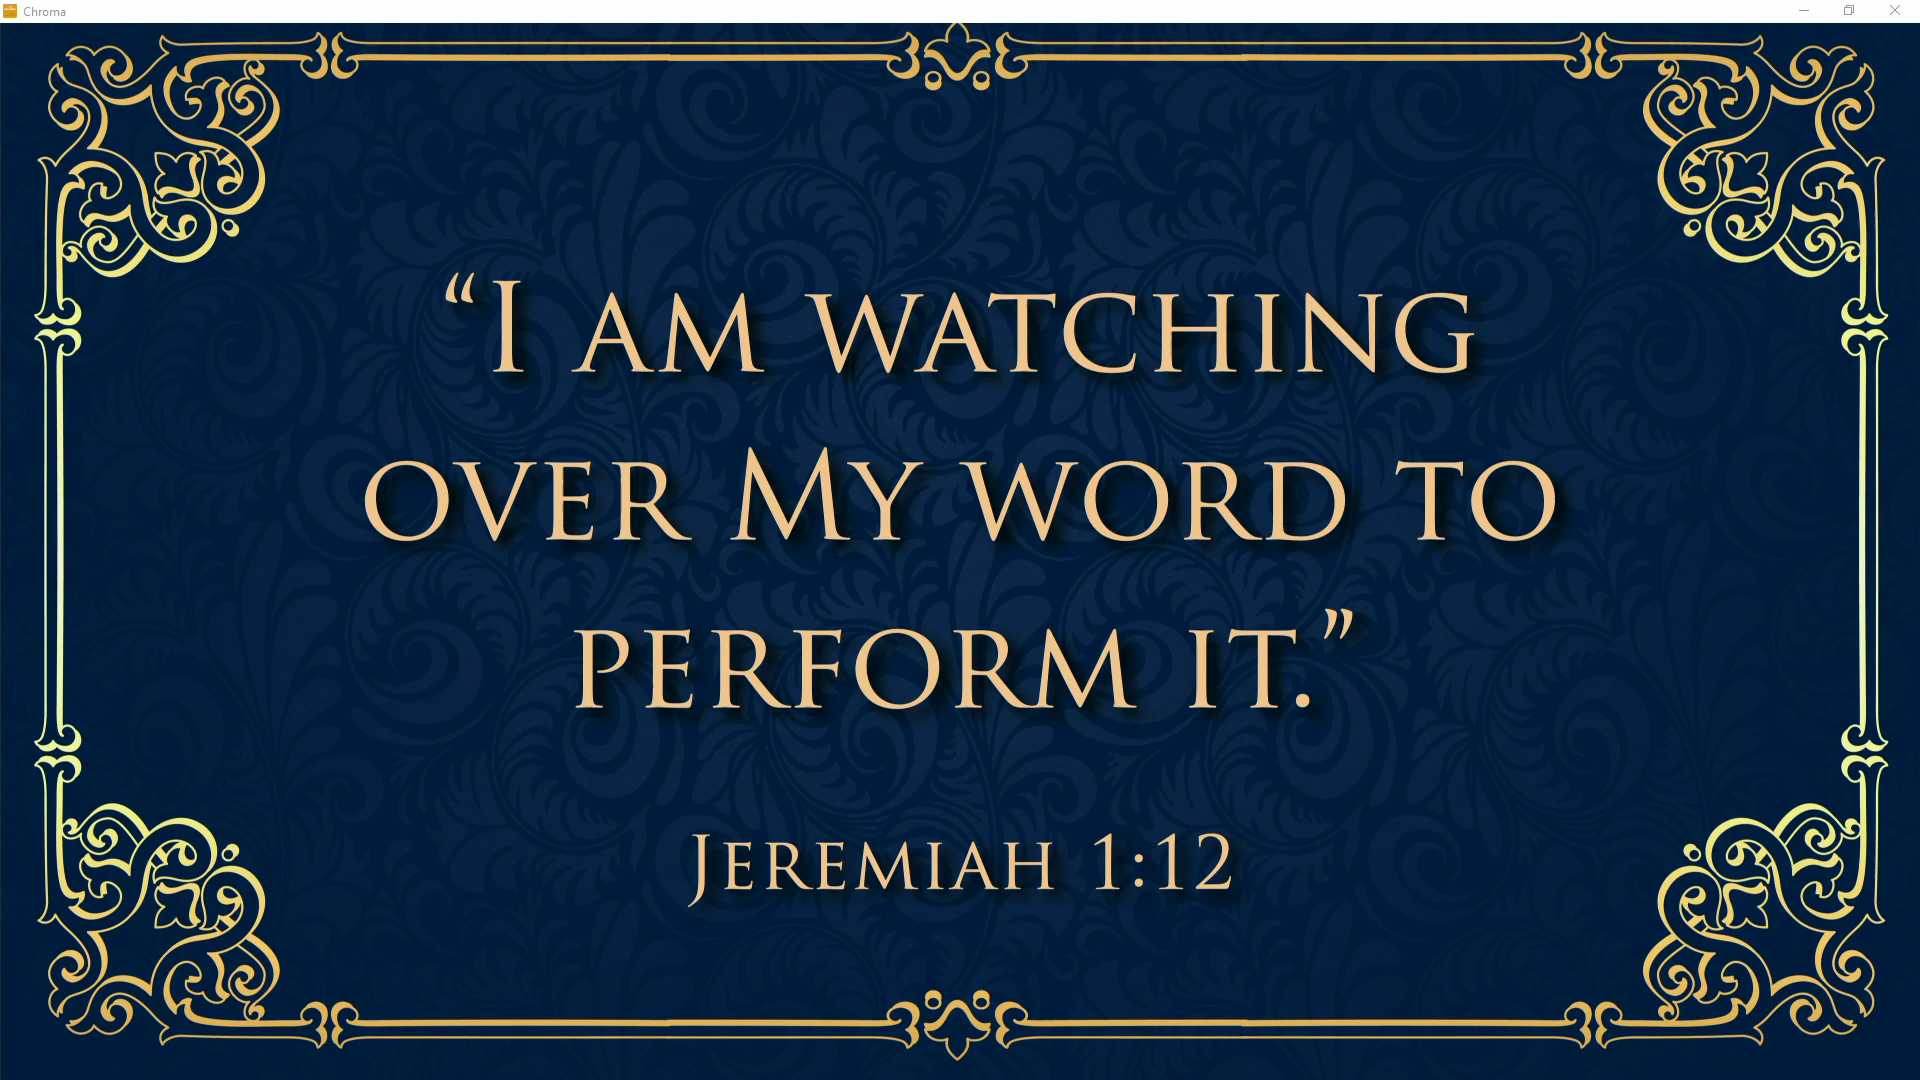 Chroma
“I am watching
over My word to
perform it.”
Jeremiah 1:12